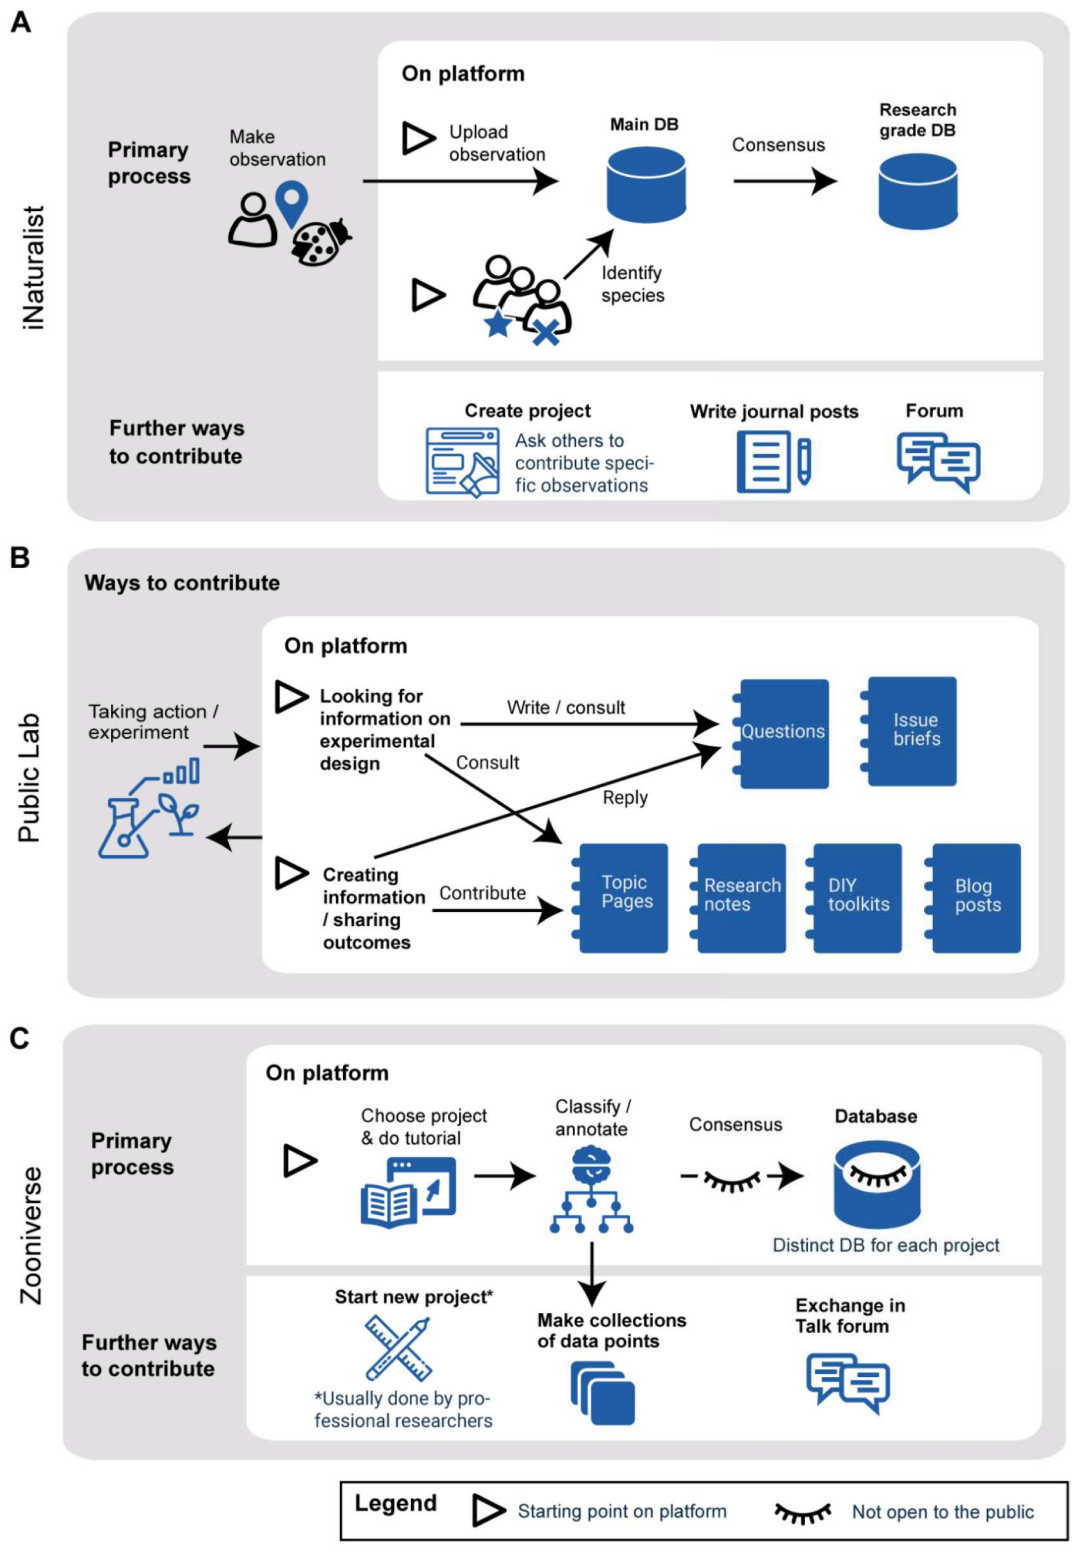 A
iNaturalist
On platform
Primary
process
Make
observation
Upload
observation
Main DB
Consensus
Research
grade DB
Identify
species
Further ways
to contribute
Create project
Ask others to
contribute speci-
fic observations
Write journal posts
Forum
B
Public Lab
Ways to contribute
On platform
Taking action /
experiment
Looking for
information on
experimental
design
Write / consult
Consult
Reply
Questions
Issue
briefs
Creating
information
/ sharing
outcomes
Contribute
Topic
Pages
Research
notes
DIY
toolkits
Blog
posts
C
Zooniverse
On platform
Primary
process
Choose project
& do tutorial
Classify /
annotate
Consensus
Database
Distinct DB for each project
Further ways
to contribute
Start new project*
*Usually done by pro-
fessional researchers
Make collections
of data points
Exchange in
Talk forum
Legend
Starting point on platform
Not open to the public